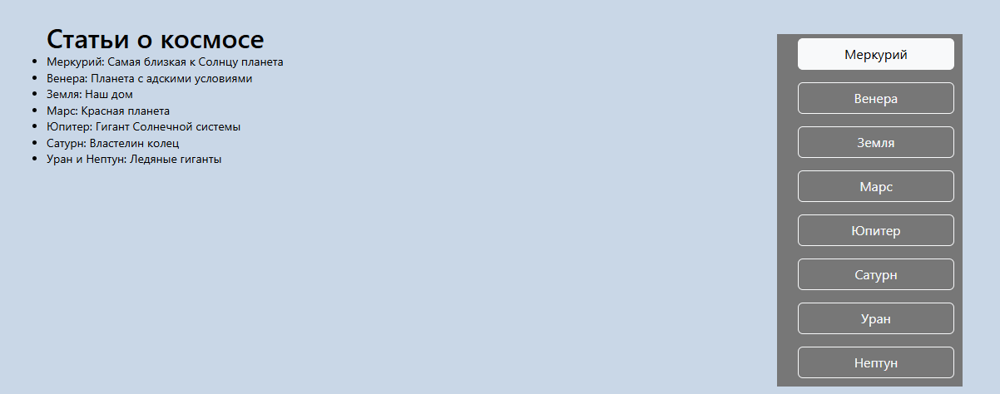 Статьи о космосе
Меркурий: Самая близкая к Солнцу планета
Венера: Планета с адскими условиями
Земля: Наш дом
Марс: Красная планета
Юпитер: Гигант Солнечной системы
Сатурн: Властелин колец
Уран и Нептун: Ледяные гиганты
Меркурий
Венера
Земля
Марс
Юпитер
Сатурн
Уран
Нептун